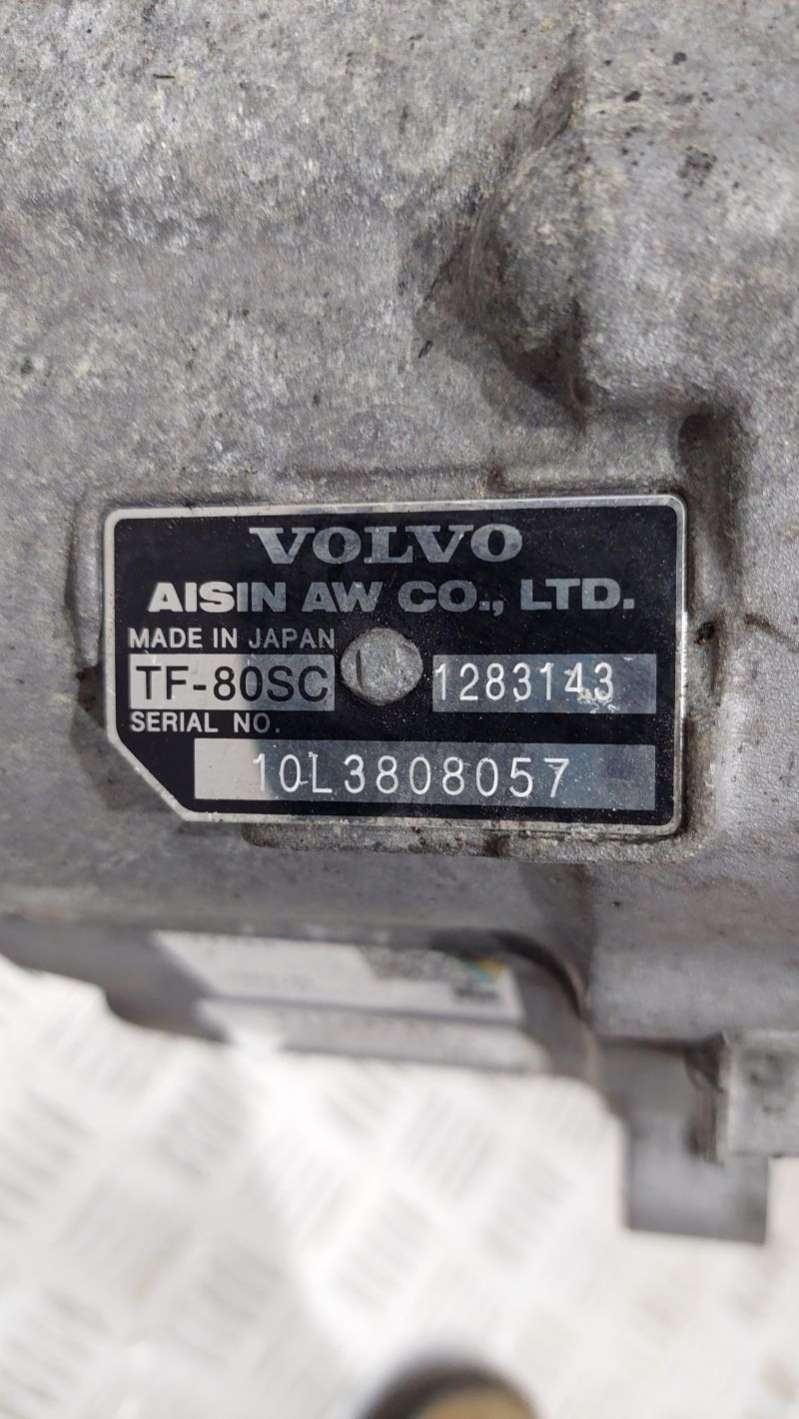 VOLVO
AISIN AW CO., LTD.
MADE IN JAPAN
TF-80SC 1283143
SERIAL NO.
10L3808057